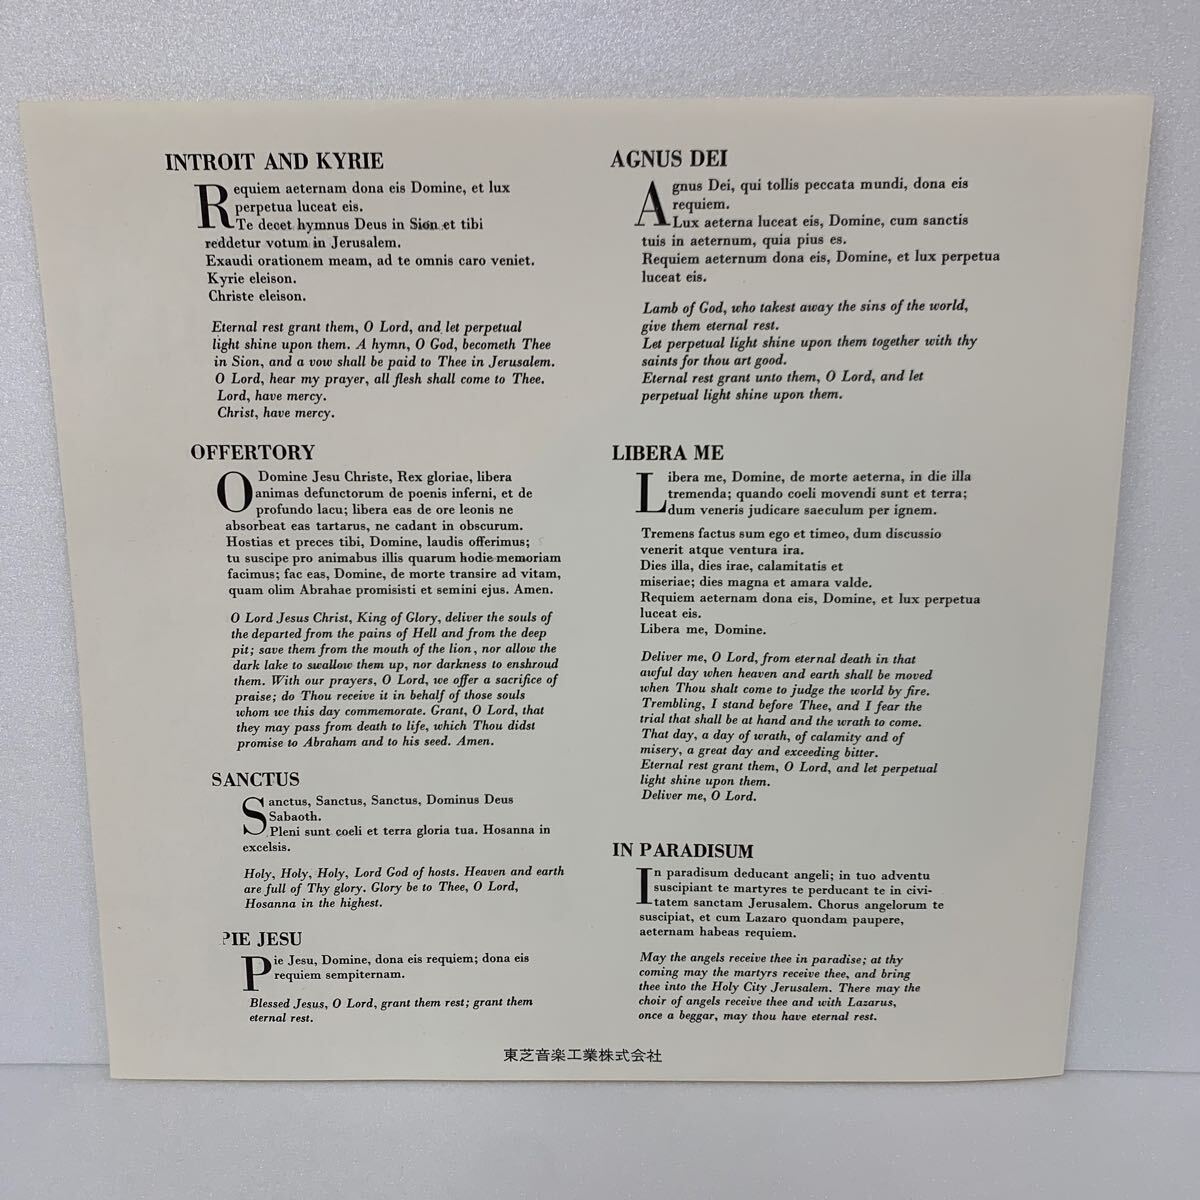 INTROIT AND KYRIE
Requiem aeternam dona eis Domine, et lux
perpetua luceat eis.
Te decet hymnus Deus in Sion et tibi
reddetur votum in Jerusalem.
Exaudi orationem meam, ad te omnis caro veniet.
Kyrie eleison.
Christe eleison.
Eternal rest grant them, O Lord, and let perpetual
light shine upon them. A hymn, O God, becometh Thee
in Sion, and a vow shall be paid to Thee in Jerusalem.
O Lord, hear my prayer, all flesh shall come to Thee.
Lord, have mercy.
Christ, have mercy.
OFFERTORY
O Domine Jesu Christe, Rex gloriae, libera
animas defunctorum de poenis inferni, et de
profundo lacu; libera eas de ore leonis ne
absorbeat eas tartarus, ne cadant in obscurum.
Hostias et preces tibi, Domine, laudis offerimus;
tu suscipe pro animabus illis quarum hodie memoriam
facimus; fac eas, Domine, de morte transire ad vitam,
quam olim Abrahae promisisti et semini ejus. Amen.
O Lord Jesus Christ, King of Glory, deliver the souls of
the departed from the pains of Hell and from the deep
pit; save them from the mouth of the lion, nor allow the
dark lake to swallow them up, nor darkness to enshroud
them. With our prayers, O Lord, we offer a sacrifice of
praise; do Thou receive it in behalf of those souls
whom we this day commemorate. Grant, O Lord, that
they may pass from death to life, which Thou didst
promise to Abraham and to his seed. Amen.
SANCTUS
Sanctus, Sanctus, Sanctus, Dominus Deus
Sabaoth.
Pleni sunt coeli et terra gloria tua. Hosanna in
excelsis.
Holy, Holy, Holy, Lord God of hosts. Heaven and earth
are full of Thy glory. Glory be to Thee, O Lord,
Hosanna in the highest.
PIE JESU
Pie Jesu, Domine, dona eis requiem; dona eis
requiem sempiternam.
Blessed Jesus, O Lord, grant them rest; grant them
eternal rest.
AGNUS DEI
Agnus Dei, qui tollis peccata mundi, dona eis
requiem.
Lux aeterna luceat eis, Domine, cum sanctis
tuis in aeternum, quia pius es.
Requiem aeternum dona eis, Domine, et lux perpetua
luceat eis.
Lamb of God, who takest away the sins of the world,
give them eternal rest.
Let perpetual light shine upon them together with thy
saints for thou art good.
Eternal rest grant unto them, O Lord, and let
perpetual light shine upon them.
LIBERA ME
Libera me, Domine, de morte aeterna, in die illa
tremenda; quando coeli movendi sunt et terra;
dum veneris judicare saeculum per ignem.
Tremens factus sum ego et timeo, dum discussio
venerit atque ventura ira.
Dies illa, dies irae, calamitatis et
miseriae; dies magna et amara valde.
Requiem aeternam dona eis, Domine, et lux perpetua
luceat eis.
Libera me, Domine.
Deliver me, O Lord, from eternal death in that
awful day when heaven and earth shall be moved
when Thou shalt come to judge the world by fire.
Trembling, I stand before Thee, and I fear the
trial that shall be at hand and the wrath to come.
That day, a day of wrath, of calamity and of
misery, a great day and exceeding bitter.
Eternal rest grant them, O Lord, and let perpetual
light shine upon them.
Deliver me, O Lord.
IN PARADISUM
In paradisum deducant angeli; in tuo adventu
suscipiant te martyres te perducant te in civi-
tatem sanctam Jerusalem. Chorus angelorum te
suscipiat, et cum Lazaro quondam paupere,
aeternam habeas requiem.
May the angels receive thee in paradise; at thy
coming may the martyrs receive thee, and bring
thee into the Holy City Jerusalem. There may the
choir of angels receive thee and with Lazarus,
once a beggar, may thou have eternal rest.
東芝音楽工業株式会社